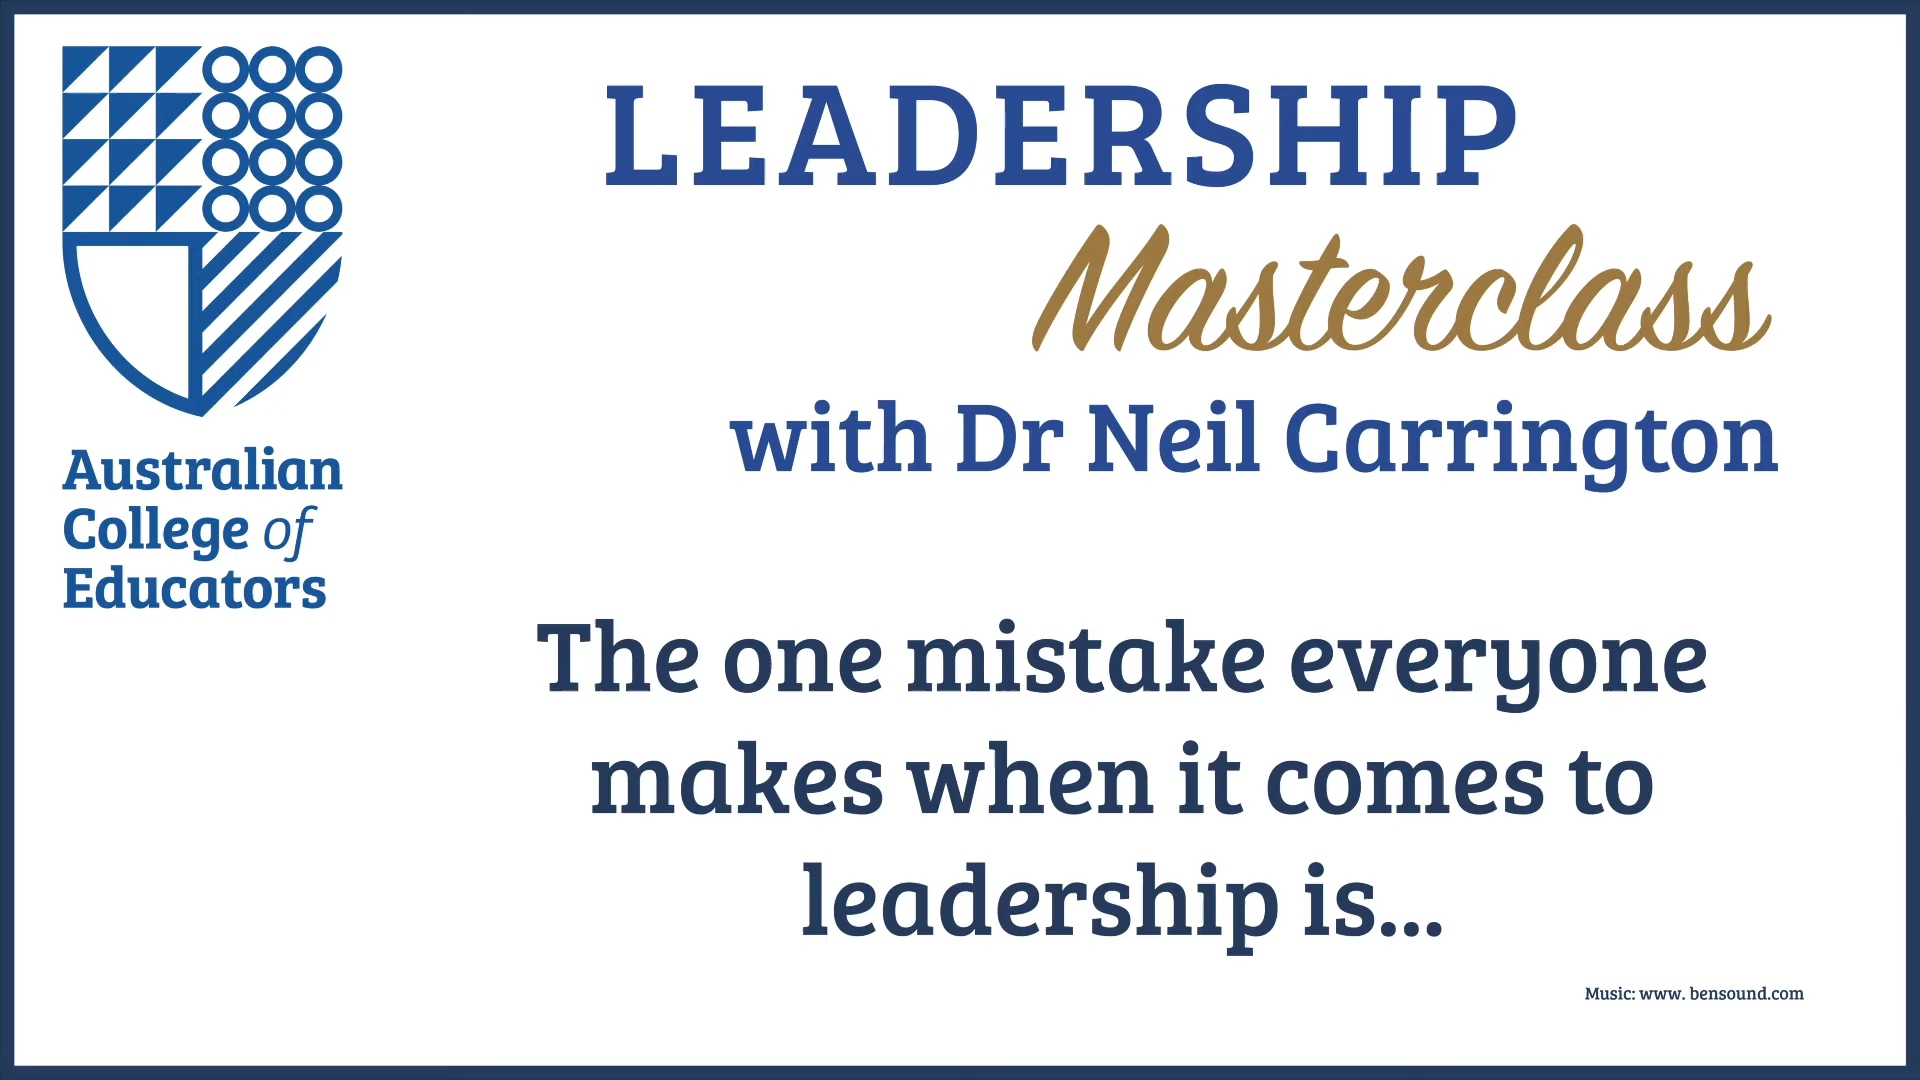 Australian
College of
Educators
LEADERSHIP
Masterclass
with Dr Neil Carrington
The one mistake everyone
makes when it comes to
leadership is...
Music: www. bensound.com